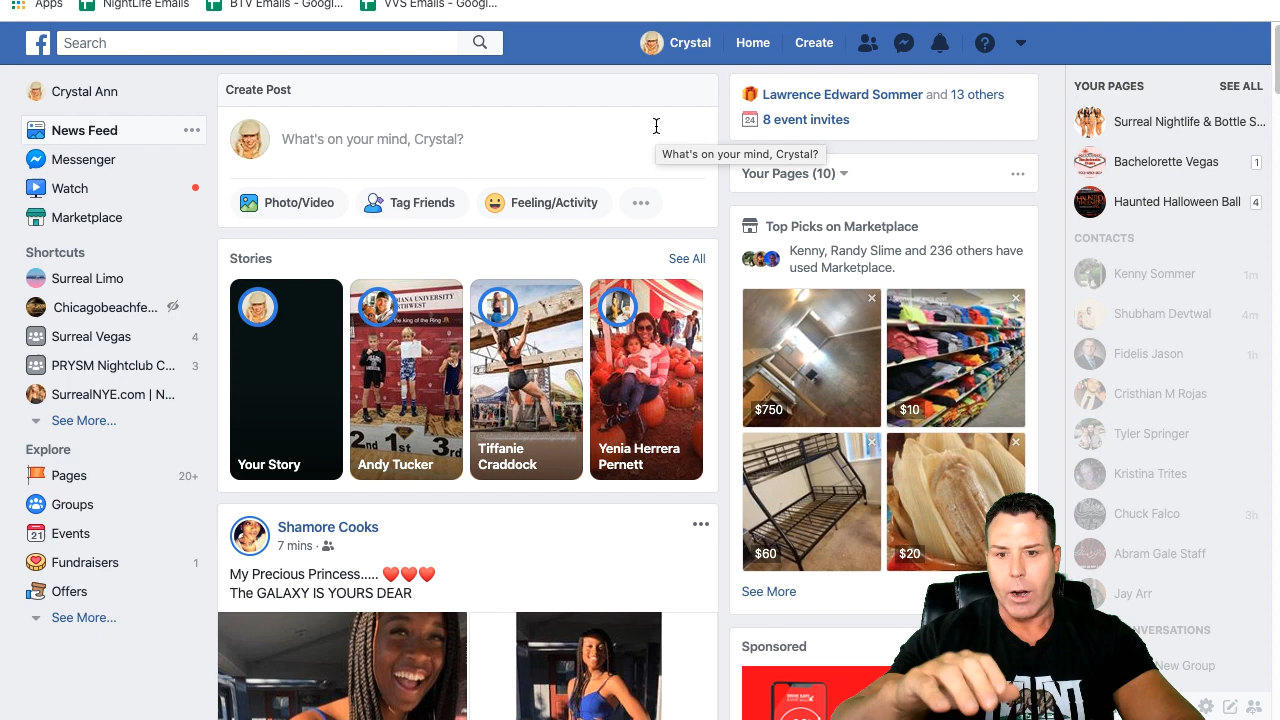 Apps
NightLife Emails
BTV Emails - Googl...
VVS Emails - Googl...
Search
Crystal
Home
Create
Crystal Ann
News Feed
Messenger
Watch
Marketplace
Shortcuts
Surreal Limo
Chicagobeachfe...
Surreal Vegas 4
PRYSM Nightclub C... 3
SurrealNYE.com | N...
See More...
Explore
Pages 20+
Groups
21 Events
Fundraisers 1
Offers
See More...
Create Post
What's on your mind, Crystal?
What's on your mind, Crystal?
Photo/Video
Tag Friends
Feeling/Activity
Stories
See All
Your Story
INDIANA UNIVERSITY
2nd 1st 3rd
Andy Tucker
Tiffanie
Craddock
Yenia Herrera
Pernett
Shamore Cooks
7 mins ·
My Precious Princess..... ❤️❤️❤️
The GALAXY IS YOURS DEAR
Lawrence Edward Sommer and 13 others
24 8 event invites
Your Pages (10)
Top Picks on Marketplace
Kenny, Randy Slime and 236 others have
used Marketplace.
$750
$10
$60
$20
See More
Sponsored
YOUR PAGES
SEE ALL
Surreal Nightlife & Bottle S...
Bachelorette Vegas 1
Haunted Halloween Ball 4
CONTACTS
Kenny Sommer 1m
Shubham Devtwal 4m
Fidelis Jason 1h
Cristhian M Rojas
Tyler Springer
Kristina Trites
Chuck Falco 3h
Abram Gale Staff
Jay Arr
New Group